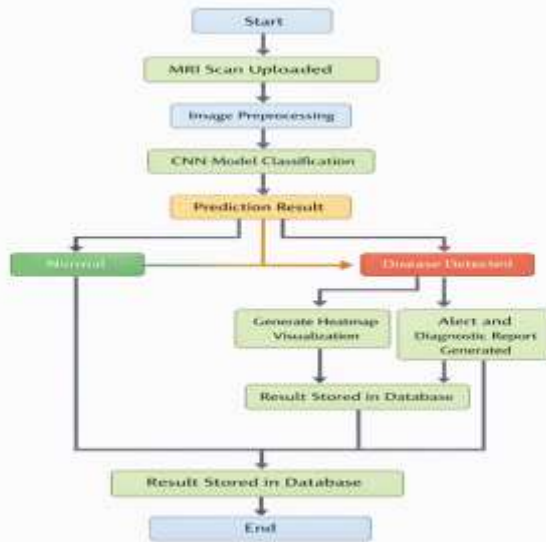 Start
MRI Scan Uploaded
Image Preprocessing
CNN Model Classification
Prediction Result
Normal
Disease Detected
Generate Heatmap
Visualization
Alert and
Diagnostic Report
Generated
Result Stored in Database
Result Stored in Database
End